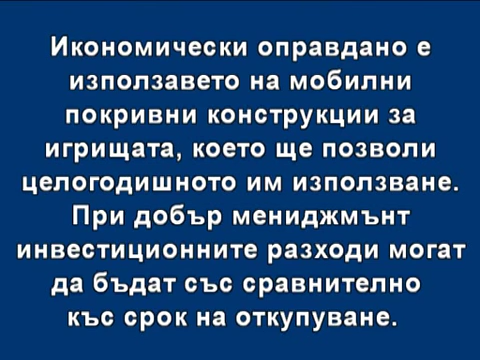 Икономически оправдано е
използавето на мобилни
покривни конструкции за
игрищата, което ще позволи
целогодишното им използване.
При добър мениджмънт
инвестиционните разходи могат
да бъдат със сравнително
къс срок на откупуване.